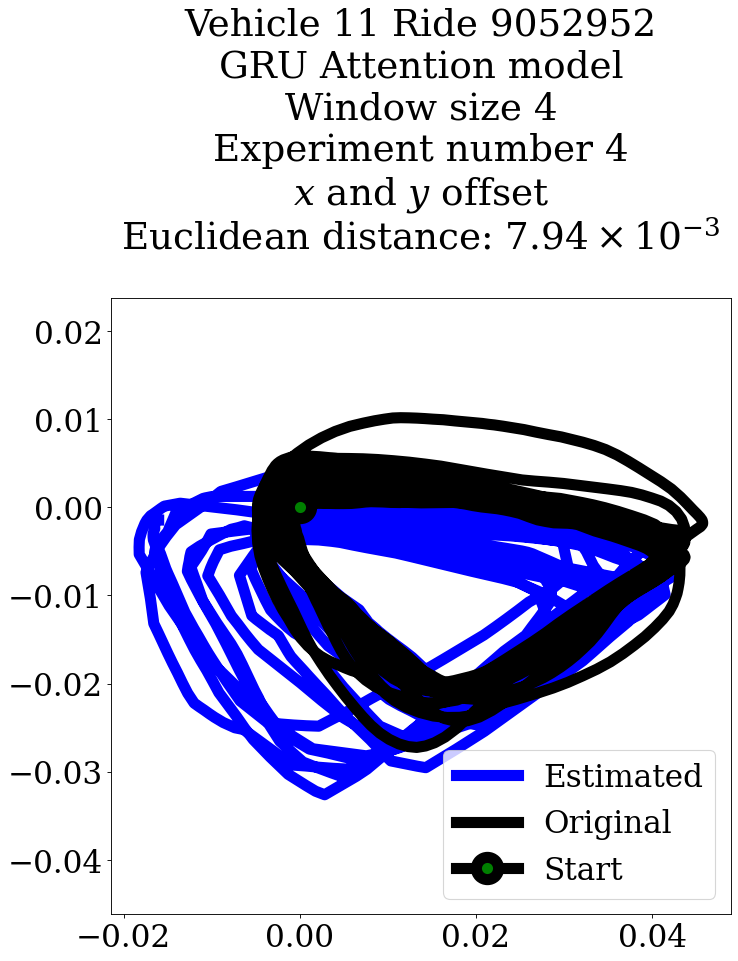 Vehicle 11 Ride 9052952
GRU Attention model
Window size 4
Experiment number 4
x and y offset
Euclidean distance: 7.94 × 10⁻³
0.02
0.01
0.00
−0.01
−0.02
−0.03
−0.04
−0.02
0.00
0.02
0.04
Estimated
Original
Start